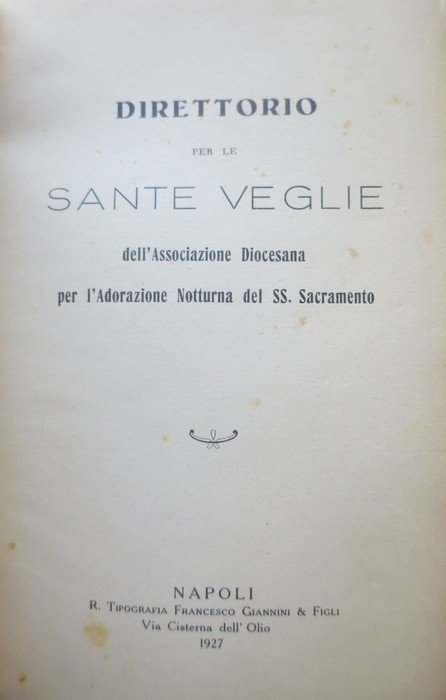 DIRETTORIO
PER LE
SANTE VEGLIE
dell'Associazione Diocesana
per l'Adorazione Notturna del SS. Sacramento
NAPOLI
R. TIPOGRAFIA FRANCESCO GIANNINI & FIGLI
Via Cisterna dell' Olio
1927